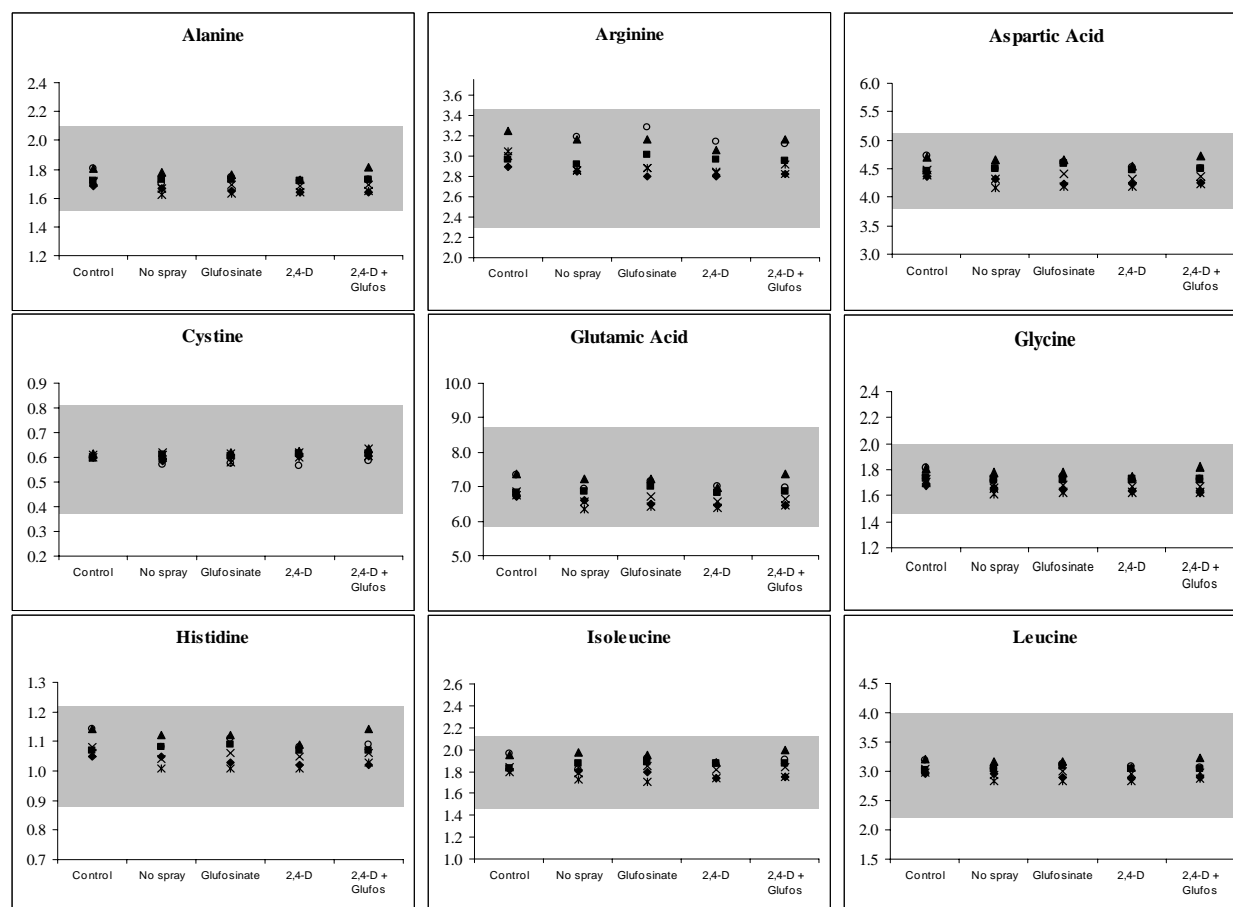 Alanine
2.4
2.2
2.0
1.8
1.6
1.4
1.2
Control No spray Glufosinate 2,4-D 2,4-D +
Glufos
Arginine
3.6
3.4
3.2
3.0
2.8
2.6
2.4
2.2
2.0
Control No spray Glufosinate 2,4-D 2,4-D +
Glufos
Aspartic Acid
6.0
5.5
5.0
4.5
4.0
3.5
3.0
Control No spray Glufosinate 2,4-D 2,4-D +
Glufos
Cystine
0.9
0.8
0.7
0.6
0.5
0.4
0.3
0.2
Control No spray Glufosinate 2,4-D 2,4-D +
Glufos
Glutamic Acid
10.0
9.0
8.0
7.0
6.0
5.0
Control No spray Glufosinate 2,4-D 2,4-D +
Glufos
Glycine
2.4
2.2
2.0
1.8
1.6
1.4
1.2
Control No spray Glufosinate 2,4-D 2,4-D +
Glufos
Histidine
1.3
1.2
1.1
1.0
0.9
0.8
0.7
Control No spray Glufosinate 2,4-D 2,4-D +
Glufos
Isoleucine
2.6
2.4
2.2
2.0
1.8
1.6
1.4
1.2
1.0
Control No spray Glufosinate 2,4-D 2,4-D +
Glufos
Leucine
4.5
4.0
3.5
3.0
2.5
2.0
1.5
Control No spray Glufosinate 2,4-D 2,4-D +
Glufos